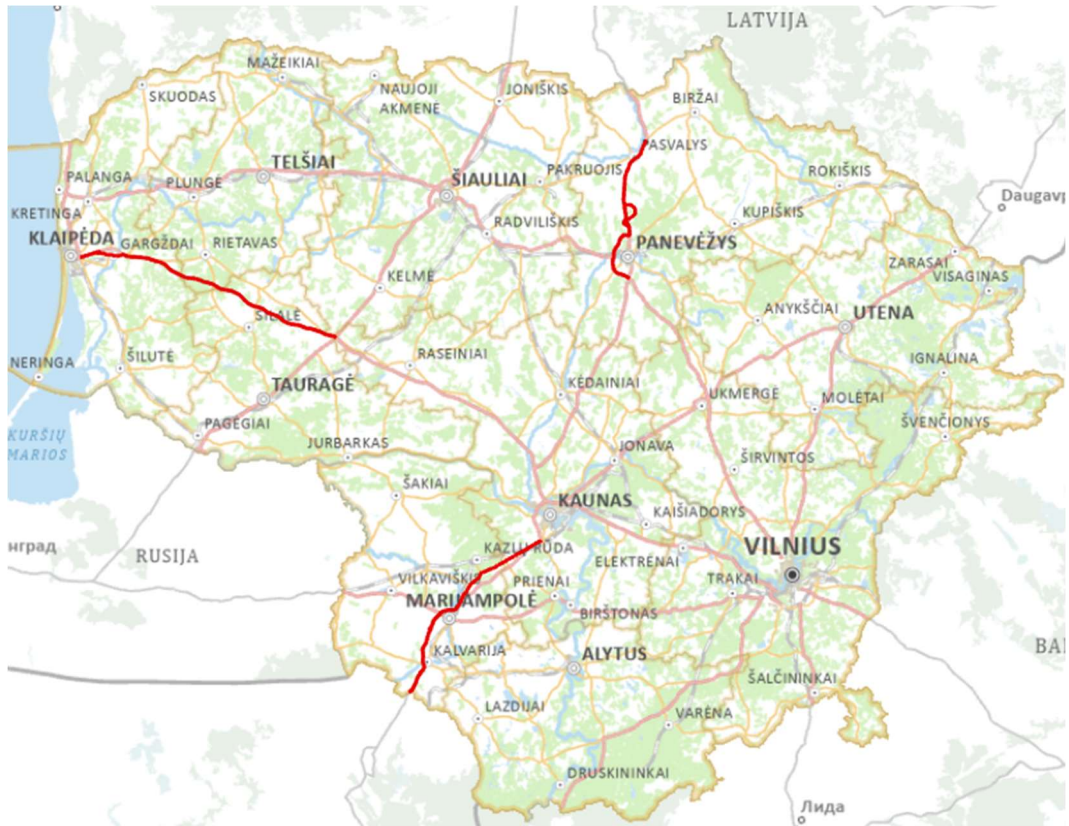 LATVIJA
MAŽEIKIAI
SKUODAS
NAUJOJI
AKMENĖ
JONIŠKIS
BIRŽAI
PASVALYS
TELŠIAI
PAKRUOJIS
ROKIŠKIS
PALANGA
PLUNGĖ
ŠIAULIAI
Daugavp
KRETINGA
RADVILIŠKIS
KUPIŠKIS
KLAIPĖDA
GARGŽDAI
RIETAVAS
PANEVĖŽYS
ZARASAI
VISAGINAS
KELMĖ
ANYKŠČIAI
UTENA
ŠILALĖ
NERINGA
ŠILUTĖ
RASEINIAI
IGNALINA
TAURAGĖ
KĖDAINIAI
UKMERGĖ
MOLĖTAI
PAGĖGIAI
ŠVENČIONYS
KURŠIŲ
MARIOS
JURBARKAS
JONAVA
ŠIRVINTOS
ŠAKIAI
KAUNAS
KAIŠIADORYS
нград
RUSIJA
KAZLŲ RŪDA
ELEKTRĖNAI
VILNIUS
VILKAVIŠKIS
PRIENAI
TRAKAI
MARIJAMPOLĖ
BIRŠTONAS
KALVARIJA
ALYTUS
BAL
ŠALČININKAI
LAZDIJAI
VARĖNA
DRUSKININKAI
Лида